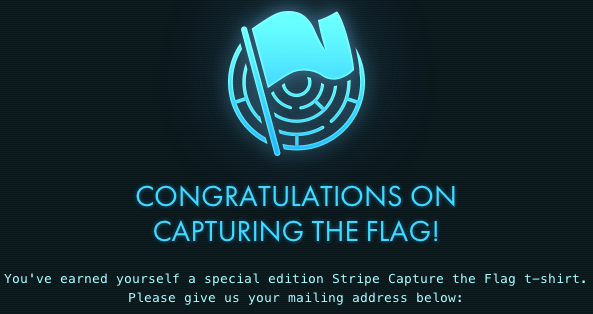 CONGRATULATIONS ON
CAPTURING THE FLAG!
You've earned yourself a special edition Stripe Capture the Flag t-shirt.
Please give us your mailing address below: